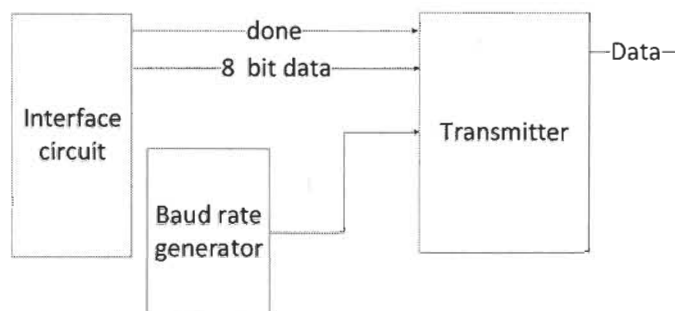 done
8 bit data
Data
Interface
circuit
Transmitter
Baud rate
generator